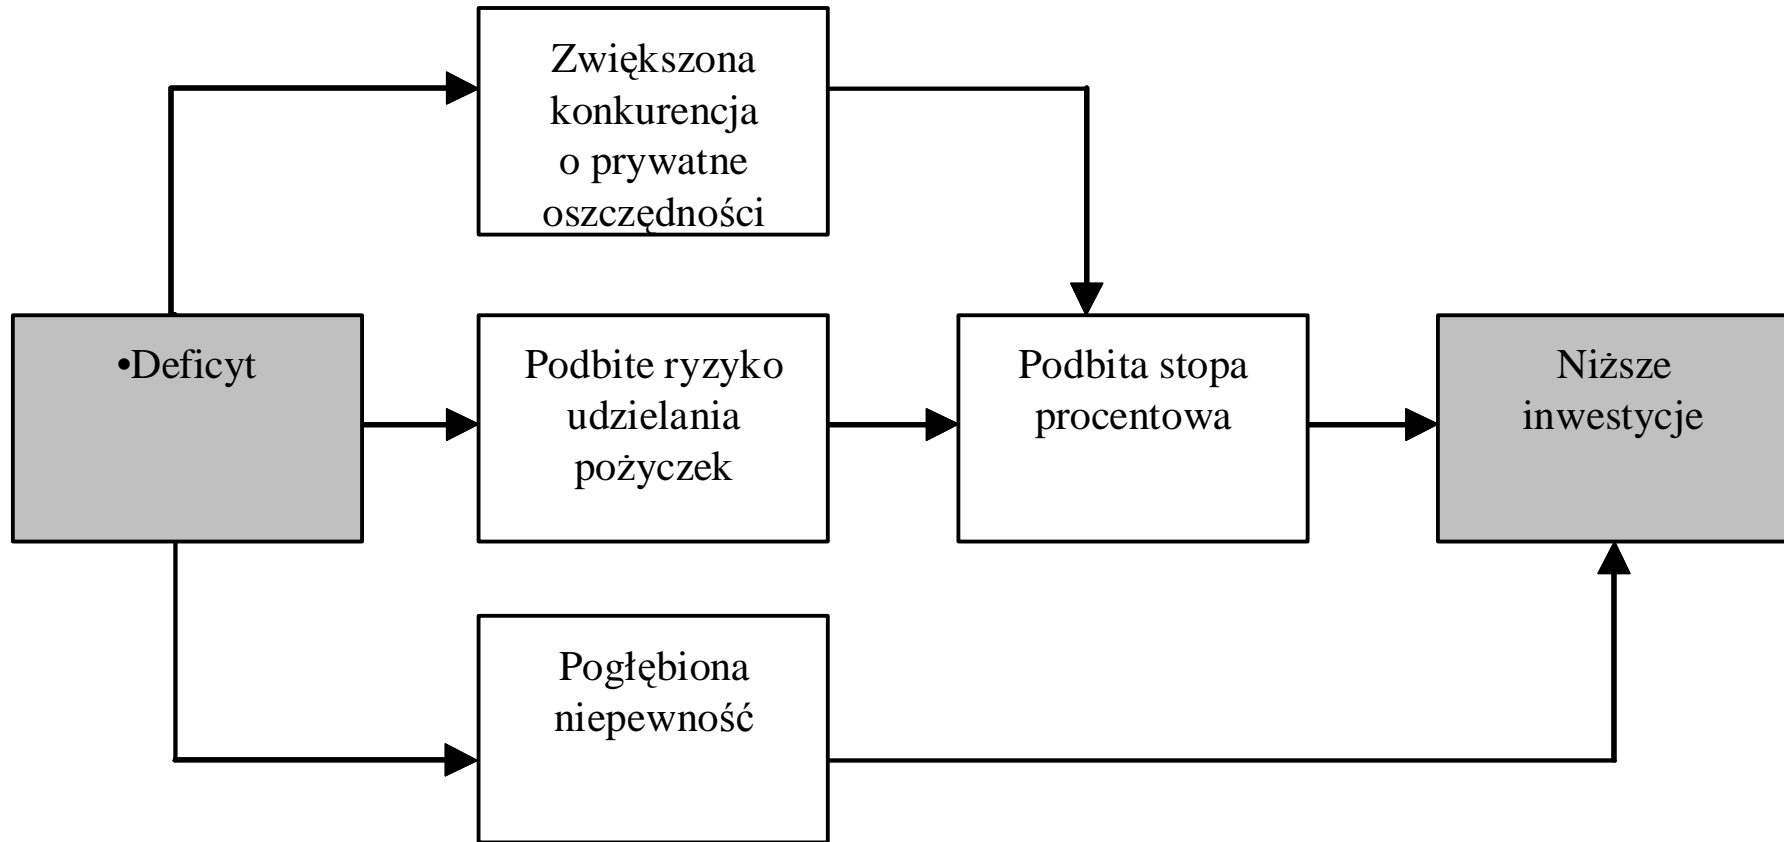 Zwiększona
konkurencja
o prywatne
oszczędności
•Deficyt
Podbite ryzyko
udzielania
pożyczek
Podbita stopa
procentowa
Niższe
inwestycje
Pogłębiona
niepewność